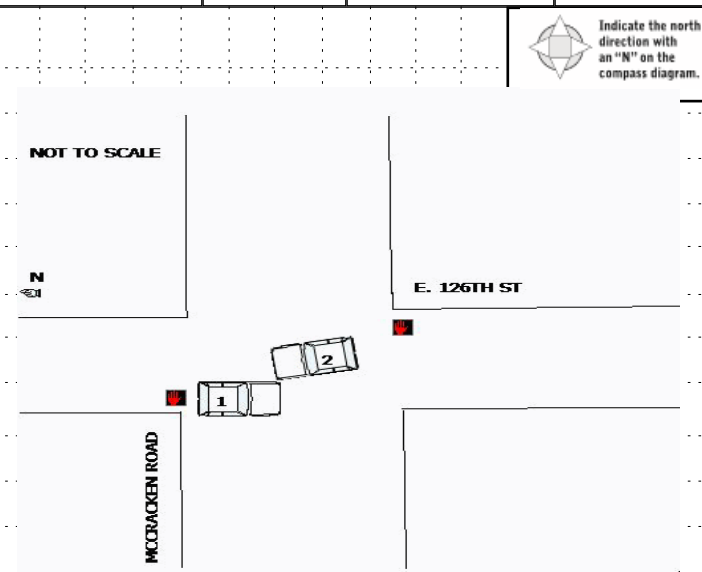 Indicate the north
direction with
an “N” on the
compass diagram.
NOT TO SCALE
N
E. 126TH ST
2
1
MCCRACKEN ROAD